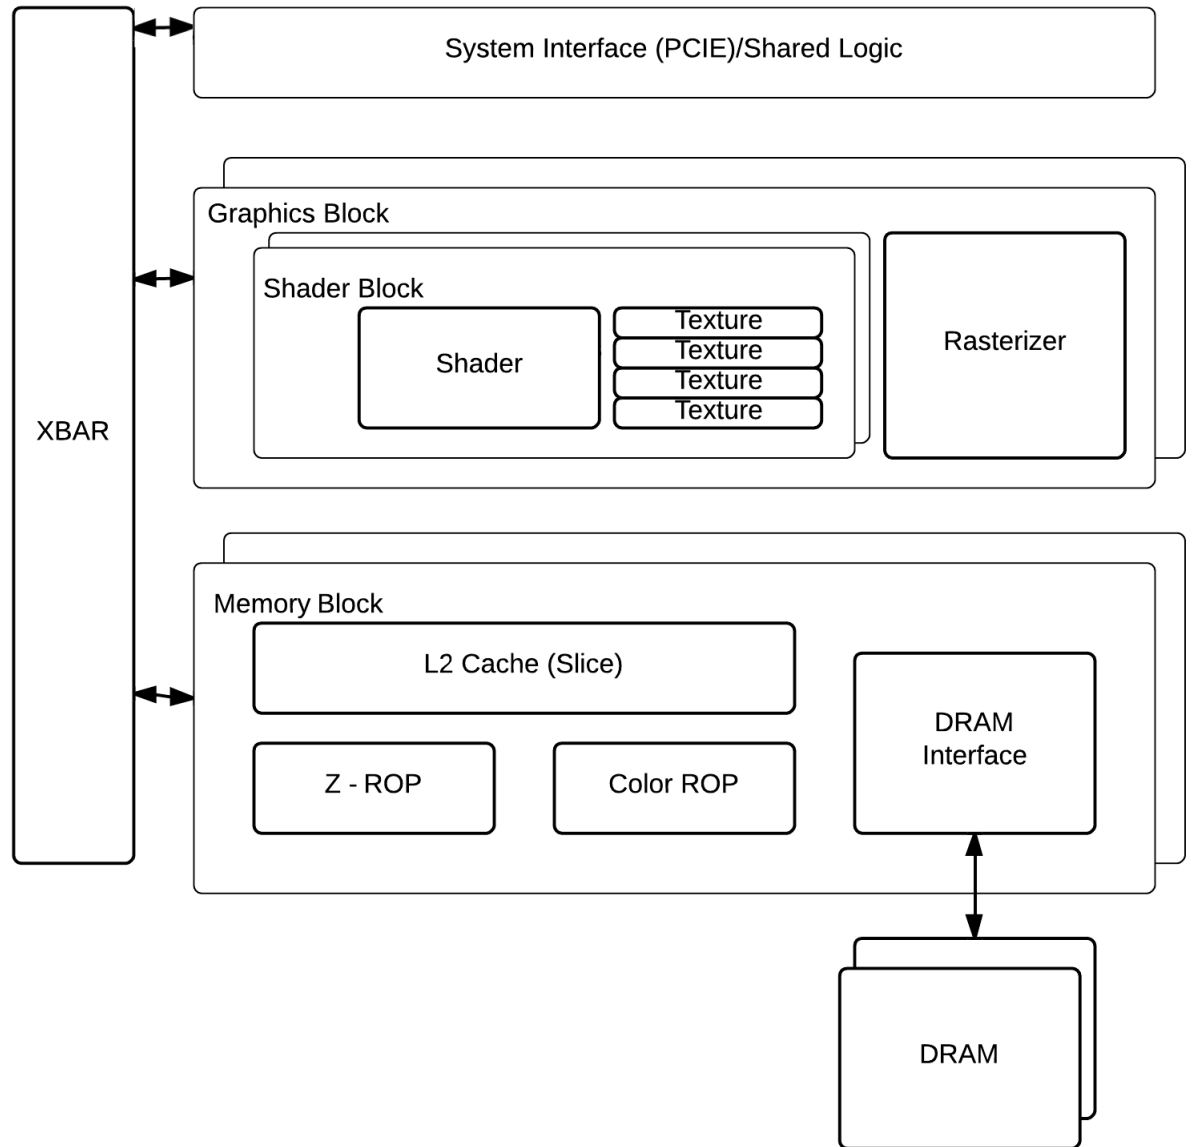 System Interface (PCIE)/Shared Logic
Graphics Block
Shader Block
Shader
Texture
Texture
Texture
Texture
Rasterizer
XBAR
Memory Block
L2 Cache (Slice)
Z - ROP
Color ROP
DRAM
Interface
DRAM